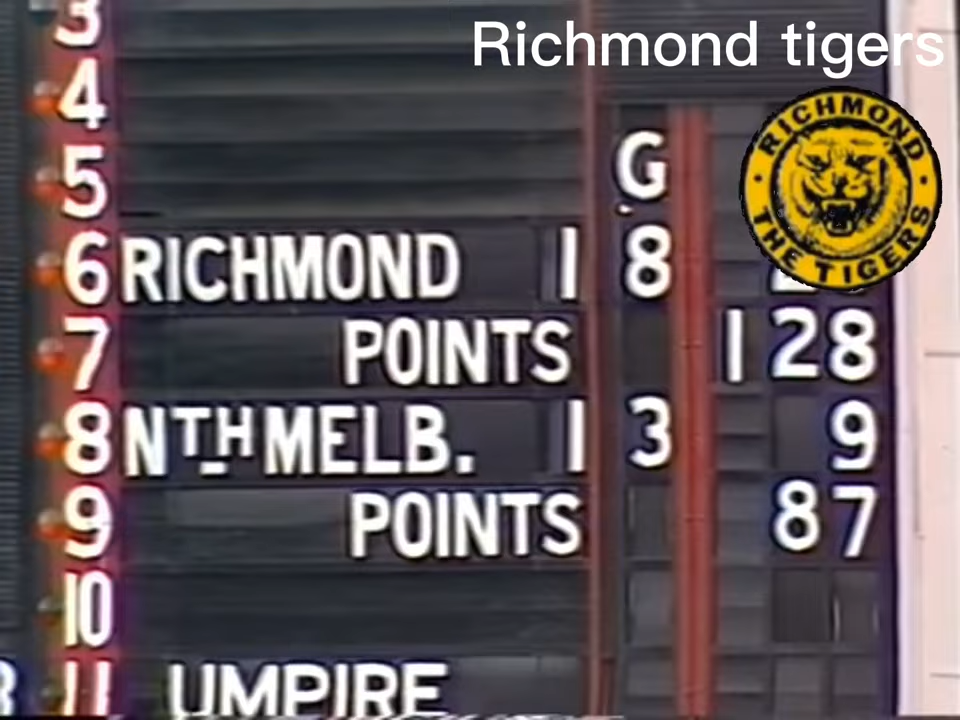 Richmond tigers
RICHMOND
THE TIGERS
3
4
5 G
6 RICHMOND 18
7 POINTS 128
8 NTH MELB. 13 9
9 POINTS 87
10
11 UMPIRE